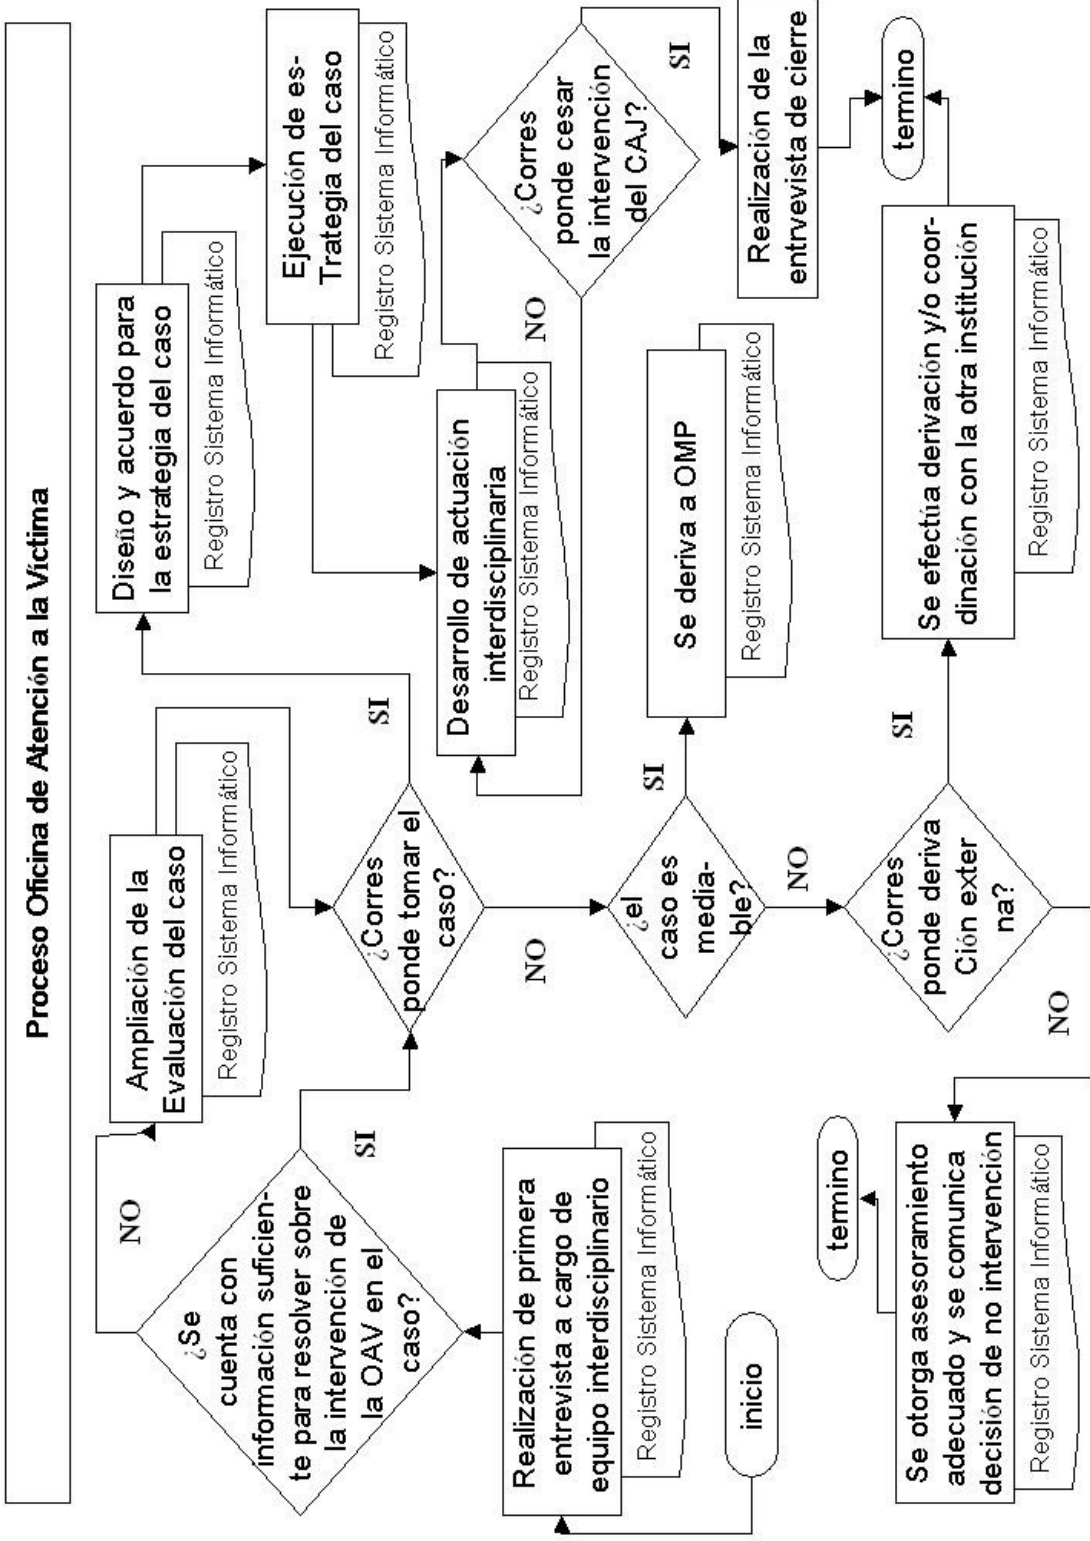 Proceso Oficina de Atención a la Víctima
inicio
Realización de primera
entrevista a cargo de
equipo interdisciplinario
Registro Sistema Informático
¿Se
cuenta con
información suficien-
te para resolver sobre
la intervención de
la OAV en el
caso?
NO
SI
Ampliación de la
Evaluación del caso
Registro Sistema Informático
¿Corres
ponde tomar el
caso?
SI
NO
Diseño y acuerdo para
la estrategia del caso
Registro Sistema Informático
Ejecución de es-
Trategia del caso
Registro Sistema Informático
Desarrollo de actuación
interdisciplinaria
Registro Sistema Informático
¿Corres
ponde cesar
la intervención
del CAJ?
NO
SI
Realización de la
entrvevista de cierre
termino
¿el
caso es
media-
ble?
SI
NO
Se deriva a OMP
Registro Sistema Informático
¿Corres
ponde deriva
Ción exter
na?
SI
NO
Se efectúa derivación y/o coor-
dinación con la otra institución
Registro Sistema Informático
Se otorga asesoramiento
adecuado y se comunica
decisión de no intervención
Registro Sistema Informático
termino